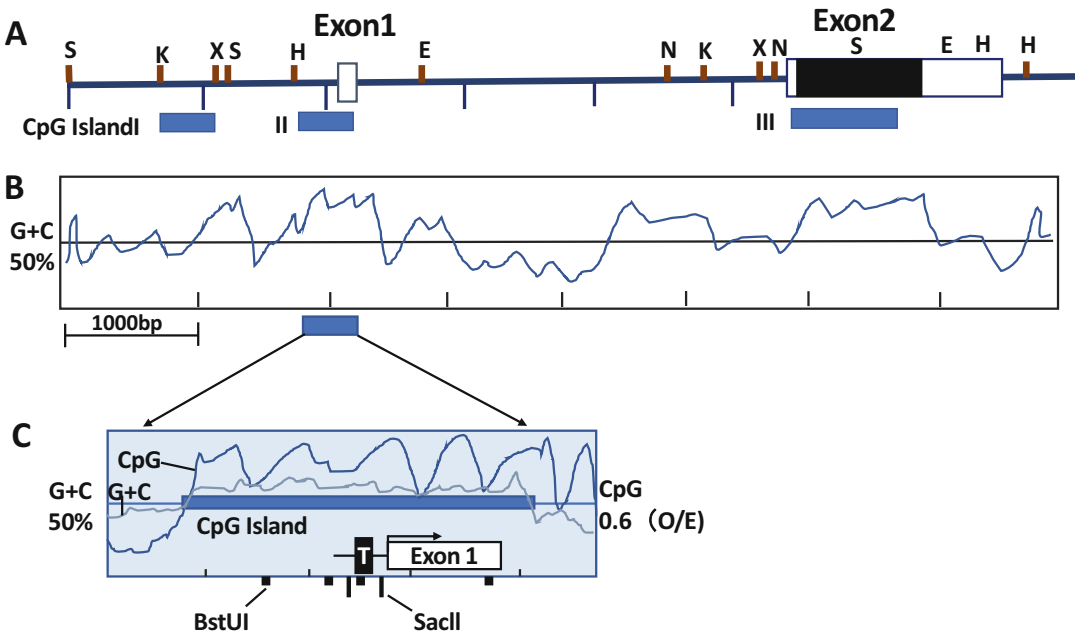 A
Exon1
Exon2
S K X S H E N K X N S E H H
CpG IslandI
II
III
B
G+C
50%
1000bp
C
CpG
G+C
G+C
50%
CpG
0.6（O/E)
CpG Island
T
Exon 1
BstUI
SacII